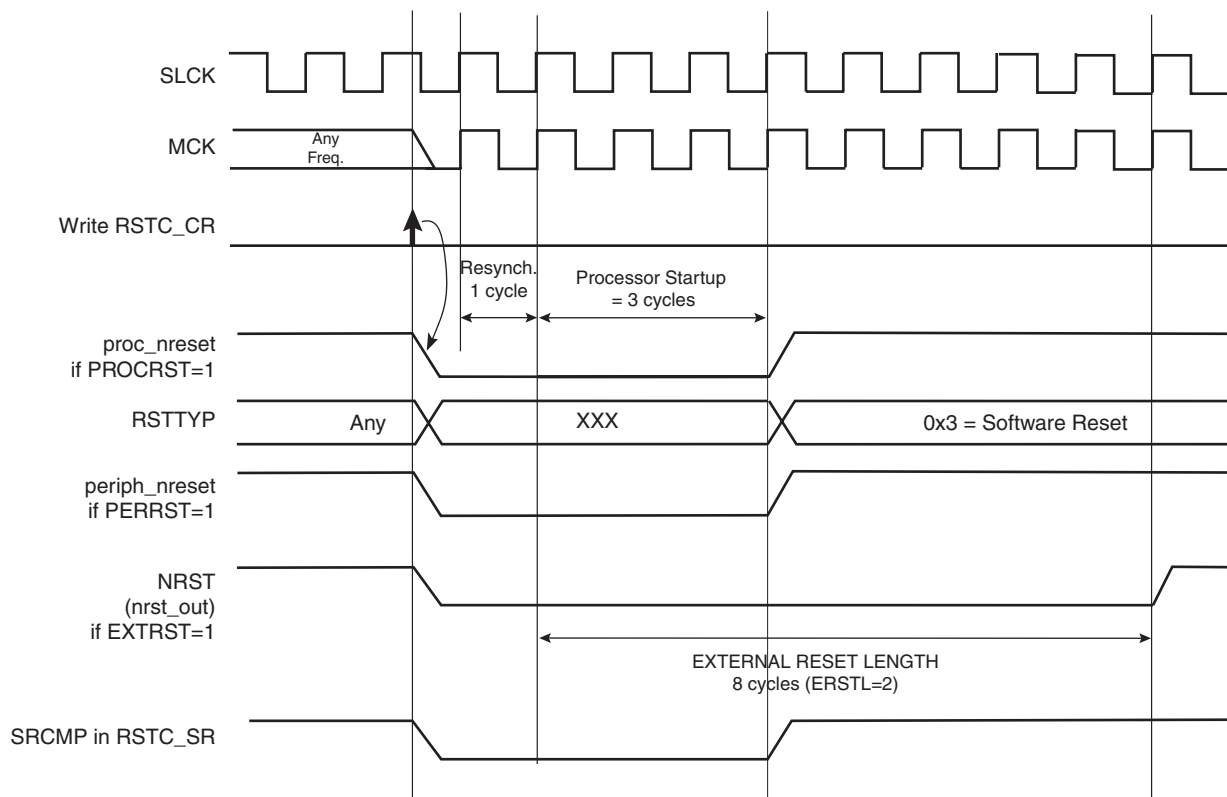 SLCK
MCK
Any
Freq.
Write RSTC_CR
Resynch.
1 cycle
Processor Startup
= 3 cycles
proc_nreset
if PROCRST=1
RSTTYP
Any
XXX
0x3 = Software Reset
periph_nreset
if PERRST=1
NRST
(nrst_out)
if EXTRST=1
EXTERNAL RESET LENGTH
8 cycles (ERSTL=2)
SRCMP in RSTC_SR